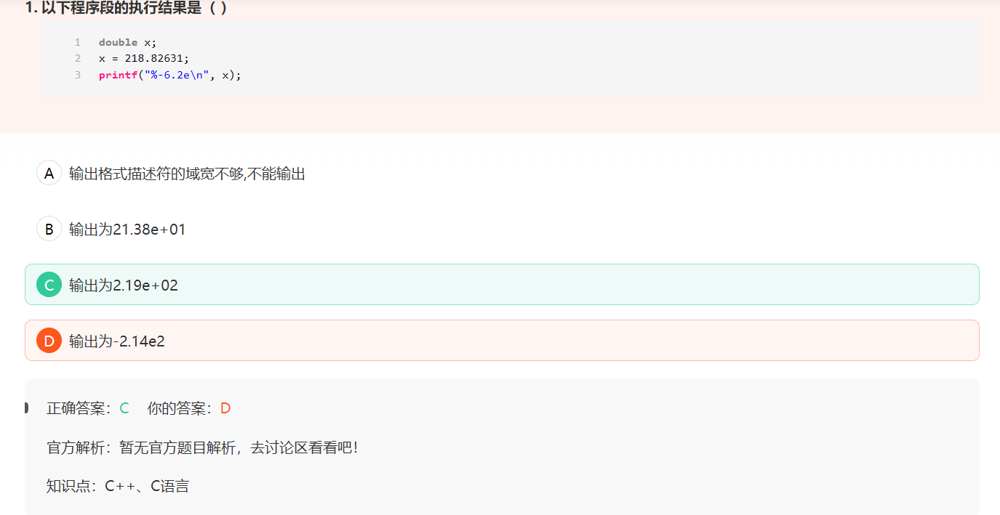 1. 以下程序段的执行结果是（ ）
1 double x;
2 x = 218.82631;
3 printf("%-6.2e\n", x);
A 输出格式描述符的域宽不够,不能输出
B 输出为21.38e+01
C 输出为2.19e+02
D 输出为-2.14e2
正确答案：C 你的答案：D
官方解析：暂无官方题目解析，去讨论区看看吧！
知识点：C++、C语言